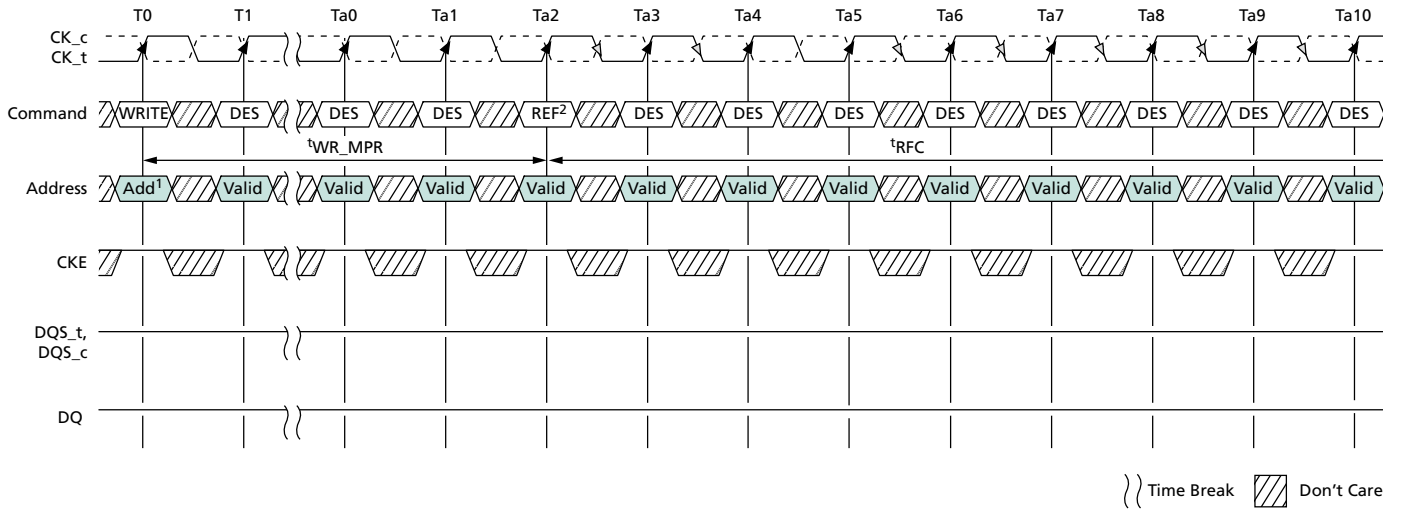 T0 T1 Ta0 Ta1 Ta2 Ta3 Ta4 Ta5 Ta6 Ta7 Ta8 Ta9 Ta10
CK_c
CK_t
Command WRITE DES DES DES REF² DES DES DES DES DES DES DES DES
ᵗWR_MPR ᵗRFC
Address Add¹ Valid Valid Valid Valid Valid Valid Valid Valid Valid Valid Valid Valid
CKE
DQS_t,
DQS_c
DQ
Time Break Don't Care